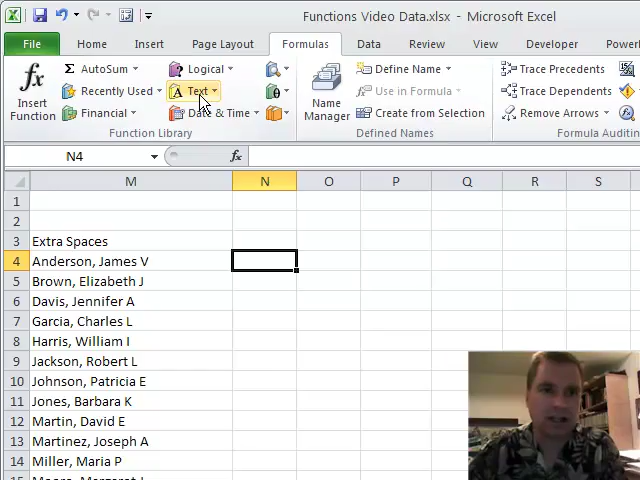 Functions Video Data.xlsx - Microsoft Excel
File Home Insert Page Layout Formulas Data Review View Developer Power
fx Insert Function
Σ AutoSum Logical
Recently Used Text
Financial Date & Time
Function Library
Name Manager
Define Name
Use in Formula
Create from Selection
Defined Names
Trace Precedents
Trace Dependents
Remove Arrows
Formula Auditin
N4 fx
M N O P Q R S
1
2
3 Extra Spaces
4 Anderson, James V
5 Brown, Elizabeth J
6 Davis, Jennifer A
7 Garcia, Charles L
8 Harris, William I
9 Jackson, Robert L
10 Johnson, Patricia E
11 Jones, Barbara K
12 Martin, David E
13 Martinez, Joseph A
14 Miller, Maria P